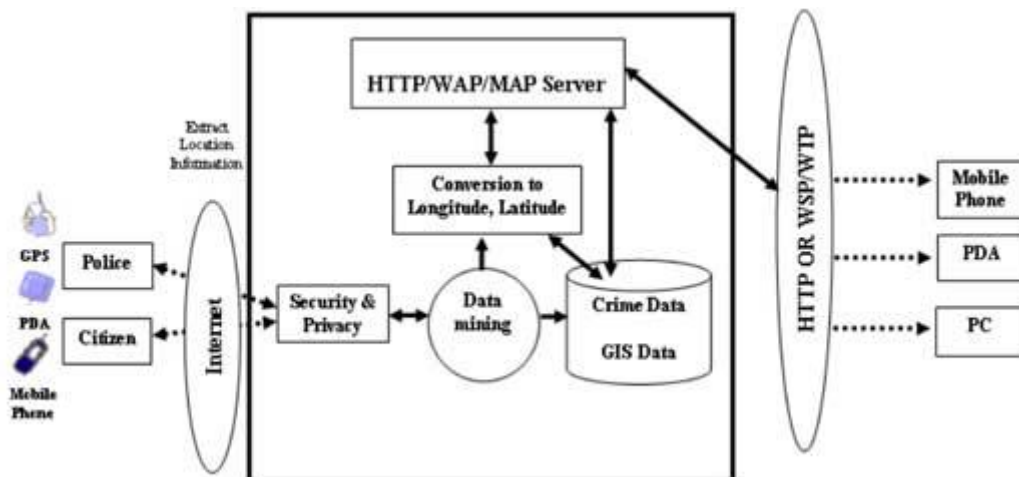 Extract
Location
Information
GPS
PDA
Mobile
Phone
Police
Citizen
Internet
HTTP/WAP/MAP Server
Conversion to
Longitude, Latitude
Security &
Privacy
Data
mining
Crime Data
GIS Data
HTTP OR WSP/WTP
Mobile
Phone
PDA
PC